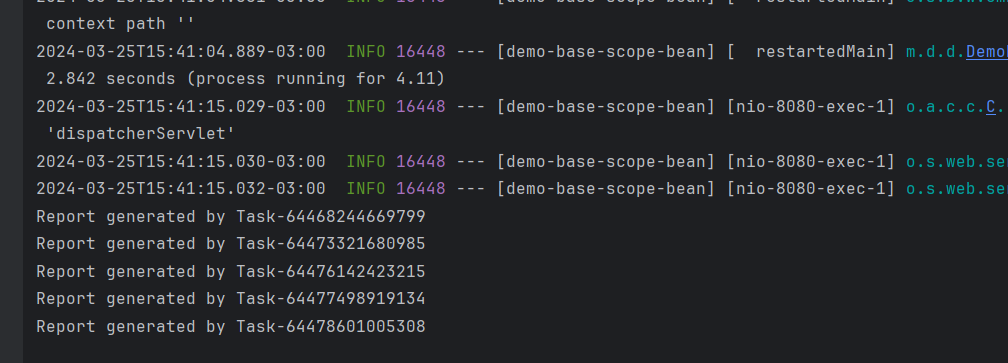 context path ''
2024-03-25T15:41:04.889-03:00  INFO 16448 --- [demo-base-scope-bean] [  restartedMain] m.d.d.Demo
2.842 seconds (process running for 4.11)
2024-03-25T15:41:15.029-03:00  INFO 16448 --- [demo-base-scope-bean] [nio-8080-exec-1] o.a.c.c.C.
'dispatcherServlet'
2024-03-25T15:41:15.030-03:00  INFO 16448 --- [demo-base-scope-bean] [nio-8080-exec-1] o.s.web.se
2024-03-25T15:41:15.032-03:00  INFO 16448 --- [demo-base-scope-bean] [nio-8080-exec-1] o.s.web.se
Report generated by Task-64468244669799
Report generated by Task-64473321680985
Report generated by Task-64476142423215
Report generated by Task-64477498919134
Report generated by Task-64478601005308